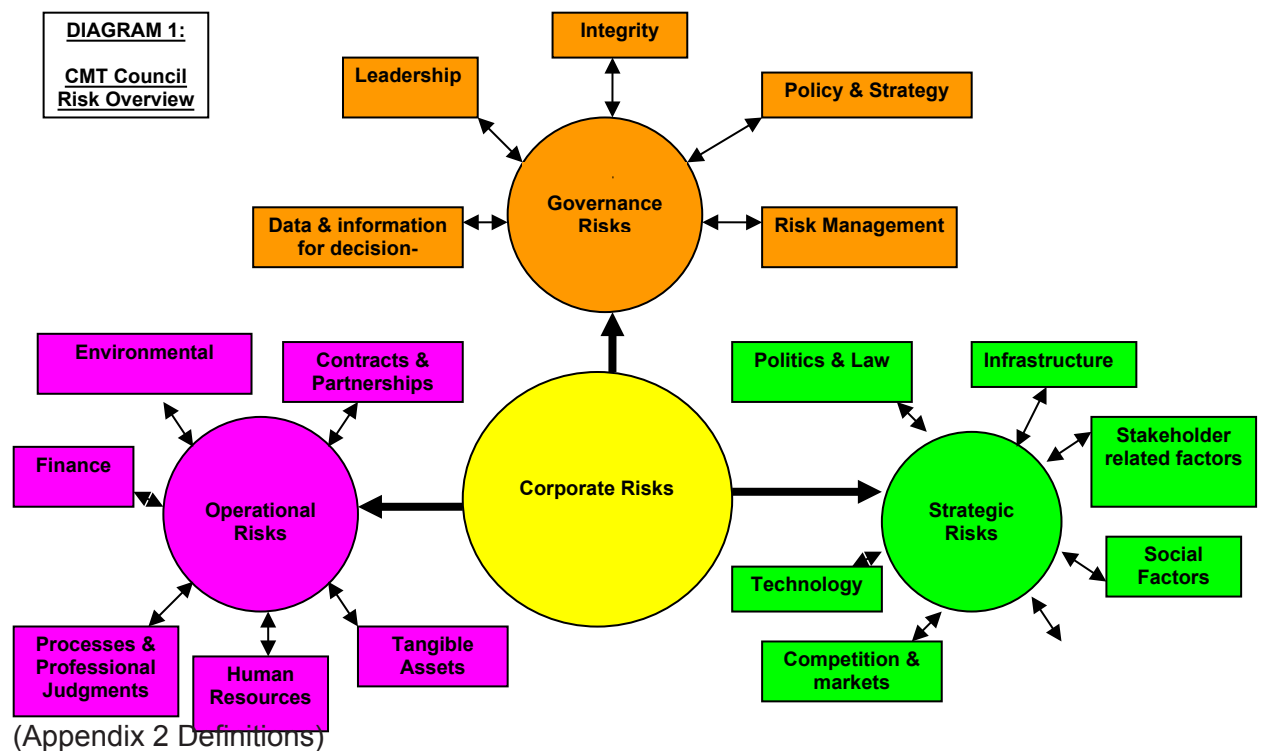 DIAGRAM 1:
CMT Council
Risk Overview
Integrity
Leadership
Policy & Strategy
Governance
Risks
Data & information
for decision-
Risk Management
Environmental
Contracts &
Partnerships
Politics & Law
Infrastructure
Finance
Stakeholder
related factors
Operational
Risks
Corporate Risks
Strategic
Risks
Technology
Social
Factors
Processes &
Professional
Judgments
Human
Resources
Tangible
Assets
Competition &
markets
(Appendix 2 Definitions)